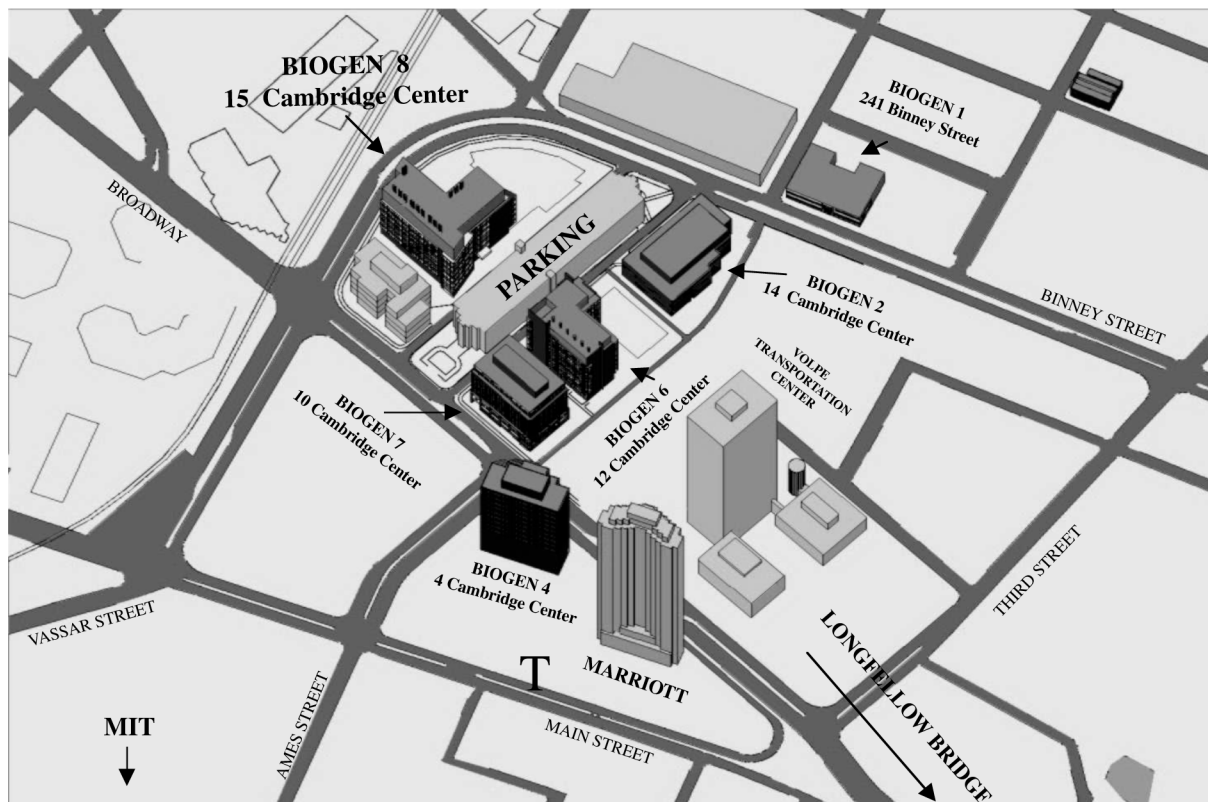 BIOGEN 8
15 Cambridge Center
BIOGEN 1
241 Binney Street
BROADWAY
PARKING
BIOGEN 2
14 Cambridge Center
BINNEY STREET
VOLPE
TRANSPORTATION
CENTER
BIOGEN 6
12 Cambridge Center
BIOGEN 7
10 Cambridge Center
BIOGEN 4
4 Cambridge Center
THIRD STREET
VASSAR STREET
MARRIOTT
LONGFELLOW BRIDGE
T
MIT
AMES STREET
MAIN STREET